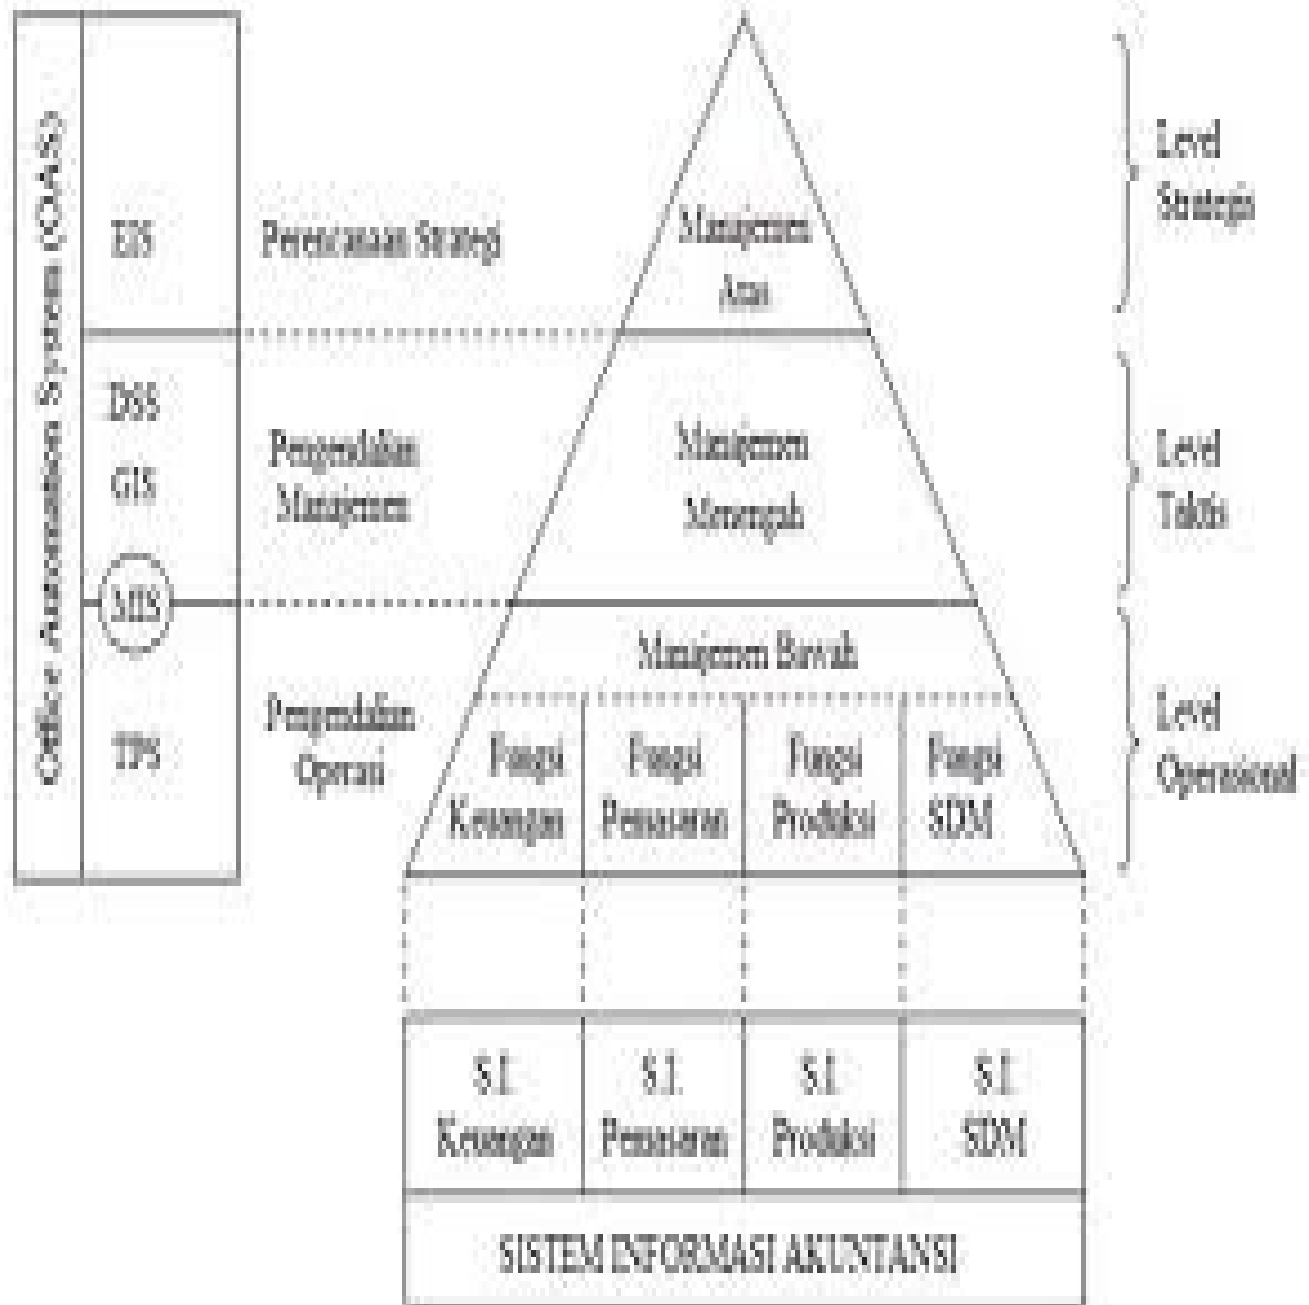 Office Automation System (OAS)
EIS
Perencanaan Strategi
Manajemen
Atas
Level
Strategis
DSS
GIS
Pengendalian
Manajemen
Manajemen
Menengah
Level
Taktis
MIS
Manajemen Bawah
TPS
Pengendalian
Operasi
Fungsi
Keuangan
Fungsi
Pemasaran
Fungsi
Produksi
Fungsi
SDM
Level
Operasional
S.I.
Keuangan
S.I.
Pemasaran
S.I.
Produksi
S.I.
SDM
SISTEM INFORMASI AKUNTANSI